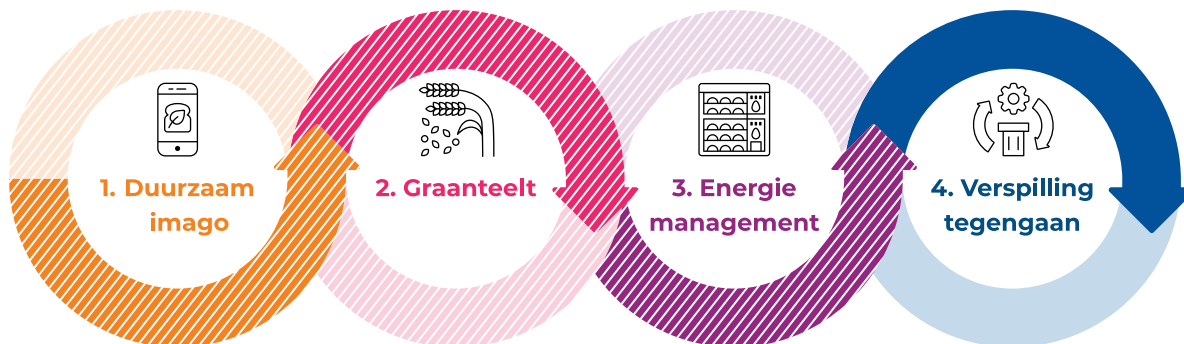 1. Duurzaam
imago
2. Graanteelt
3. Energie
management
4. Verspilling
tegengaan